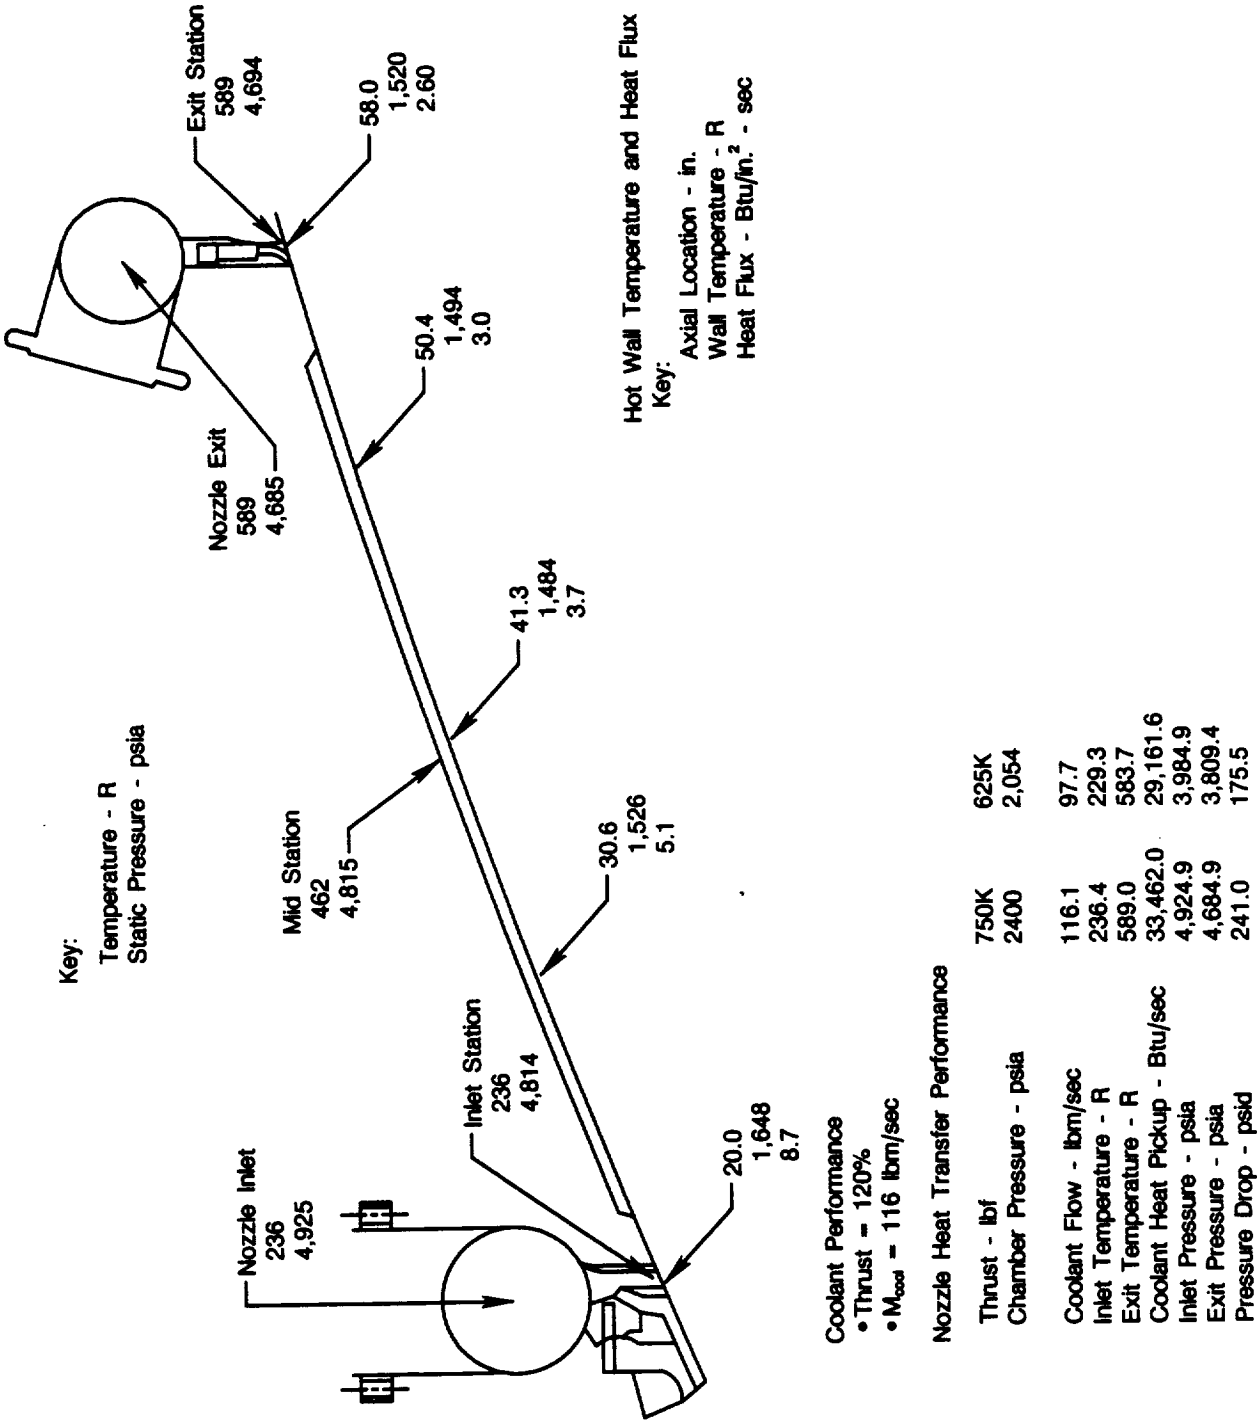 Key:
Temperature - R
Static Pressure - psia
Nozzle Inlet
236
4,925
Inlet Station
236
4,814
Mid Station
462
4,815
Nozzle Exit
589
4,685
Exit Station
589
4,694
20.0
1,648
8.7
30.6
1,526
5.1
41.3
1,484
3.7
50.4
1,494
3.0
58.0
1,520
2.60
Hot Wall Temperature and Heat Flux
Key:
Axial Location - in.
Wall Temperature - R
Heat Flux - Btu/in.² - sec
Coolant Performance
• Thrust = 120%
• Mcool = 116 lbm/sec
Nozzle Heat Transfer Performance
Thrust - lbf 750K 625K
Chamber Pressure - psia 2400 2,054
Coolant Flow - lbm/sec 116.1 97.7
Inlet Temperature - R 236.4 229.3
Exit Temperature - R 589.0 583.7
Coolant Heat Pickup - Btu/sec 33,462.0 29,161.6
Inlet Pressure - psia 4,924.9 3,984.9
Exit Pressure - psia 4,684.9 3,809.4
Pressure Drop - psid 241.0 175.5